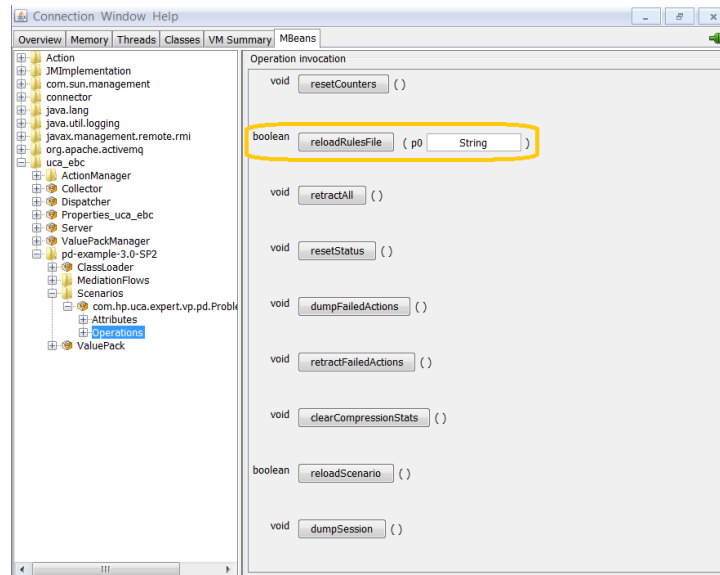 Connection Window Help
Overview Memory Threads Classes VM Summary MBeans
Action
JMImplementation
com.sun.management
connector
java.lang
java.util.logging
javax.management.remote.rmi
org.apache.activemq
uca_ebc
ActionManager
Collector
Dispatcher
Properties_uca_ebc
Server
ValuePackManager
pd-example-3.0-SP2
ClassLoader
MediationFlows
Scenarios
com.hp.uca.expert.vp.pd.Proble
Attributes
Operations
ValuePack
Operation invocation
void resetCounters ( )
boolean reloadRulesFile ( p0 String )
void retractAll ( )
void resetStatus ( )
void dumpFailedActions ( )
void retractFailedActions ( )
void clearCompressionStats ( )
boolean reloadScenario ( )
void dumpSession ( )